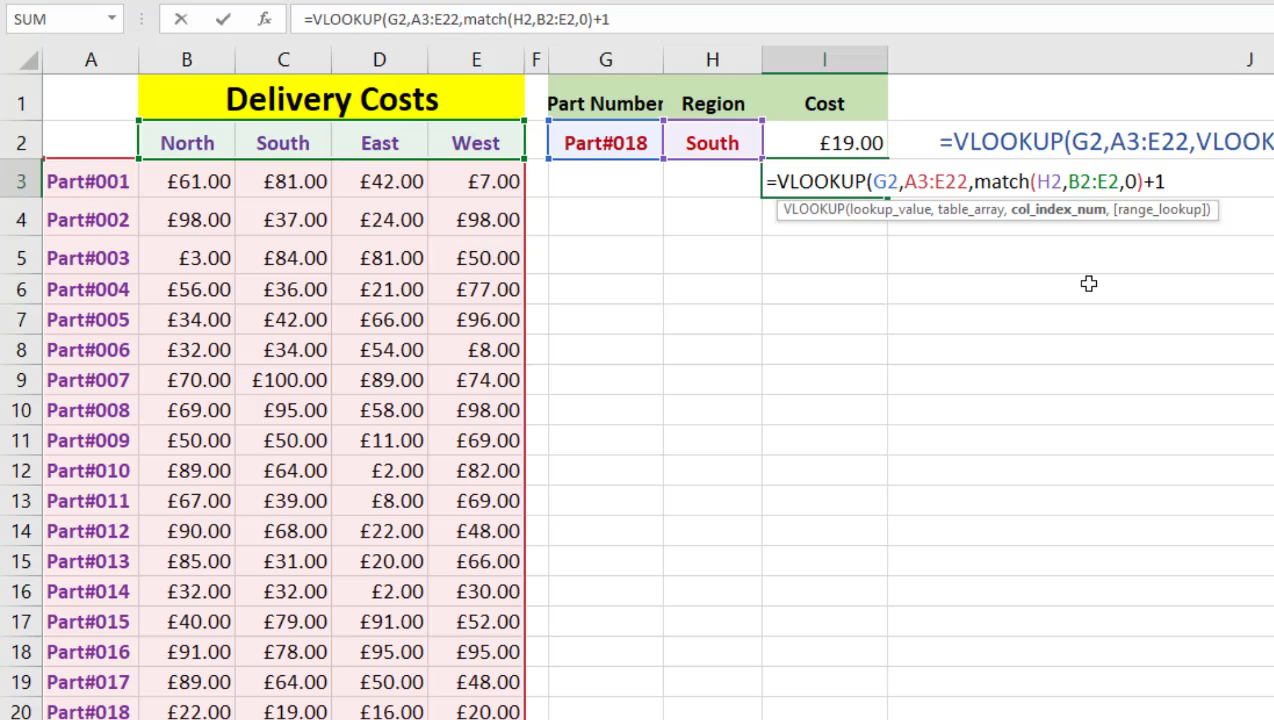 SUM =VLOOKUP(G2,A3:E22,match(H2,B2:E2,0)+1
A B C D E F G H I J
1 Delivery Costs Part Number Region Cost
2 North South East West Part#018 South £19.00 =VLOOKUP(G2,A3:E22,VLOOK
3 Part#001 £61.00 £81.00 £42.00 £7.00 =VLOOKUP(G2,A3:E22,match(H2,B2:E2,0)+1
VLOOKUP(lookup_value, table_array, col_index_num, [range_lookup])
4 Part#002 £98.00 £37.00 £24.00 £98.00
5 Part#003 £3.00 £84.00 £81.00 £50.00
6 Part#004 £56.00 £36.00 £21.00 £77.00
7 Part#005 £34.00 £42.00 £66.00 £96.00
8 Part#006 £32.00 £34.00 £54.00 £8.00
9 Part#007 £70.00 £100.00 £89.00 £74.00
10 Part#008 £69.00 £95.00 £58.00 £98.00
11 Part#009 £50.00 £50.00 £11.00 £69.00
12 Part#010 £89.00 £64.00 £2.00 £82.00
13 Part#011 £67.00 £39.00 £8.00 £69.00
14 Part#012 £90.00 £68.00 £22.00 £48.00
15 Part#013 £85.00 £31.00 £20.00 £66.00
16 Part#014 £32.00 £32.00 £2.00 £30.00
17 Part#015 £40.00 £79.00 £91.00 £52.00
18 Part#016 £91.00 £78.00 £95.00 £95.00
19 Part#017 £89.00 £64.00 £50.00 £48.00
20 Part#018 £22.00 £19.00 £16.00 £20.00